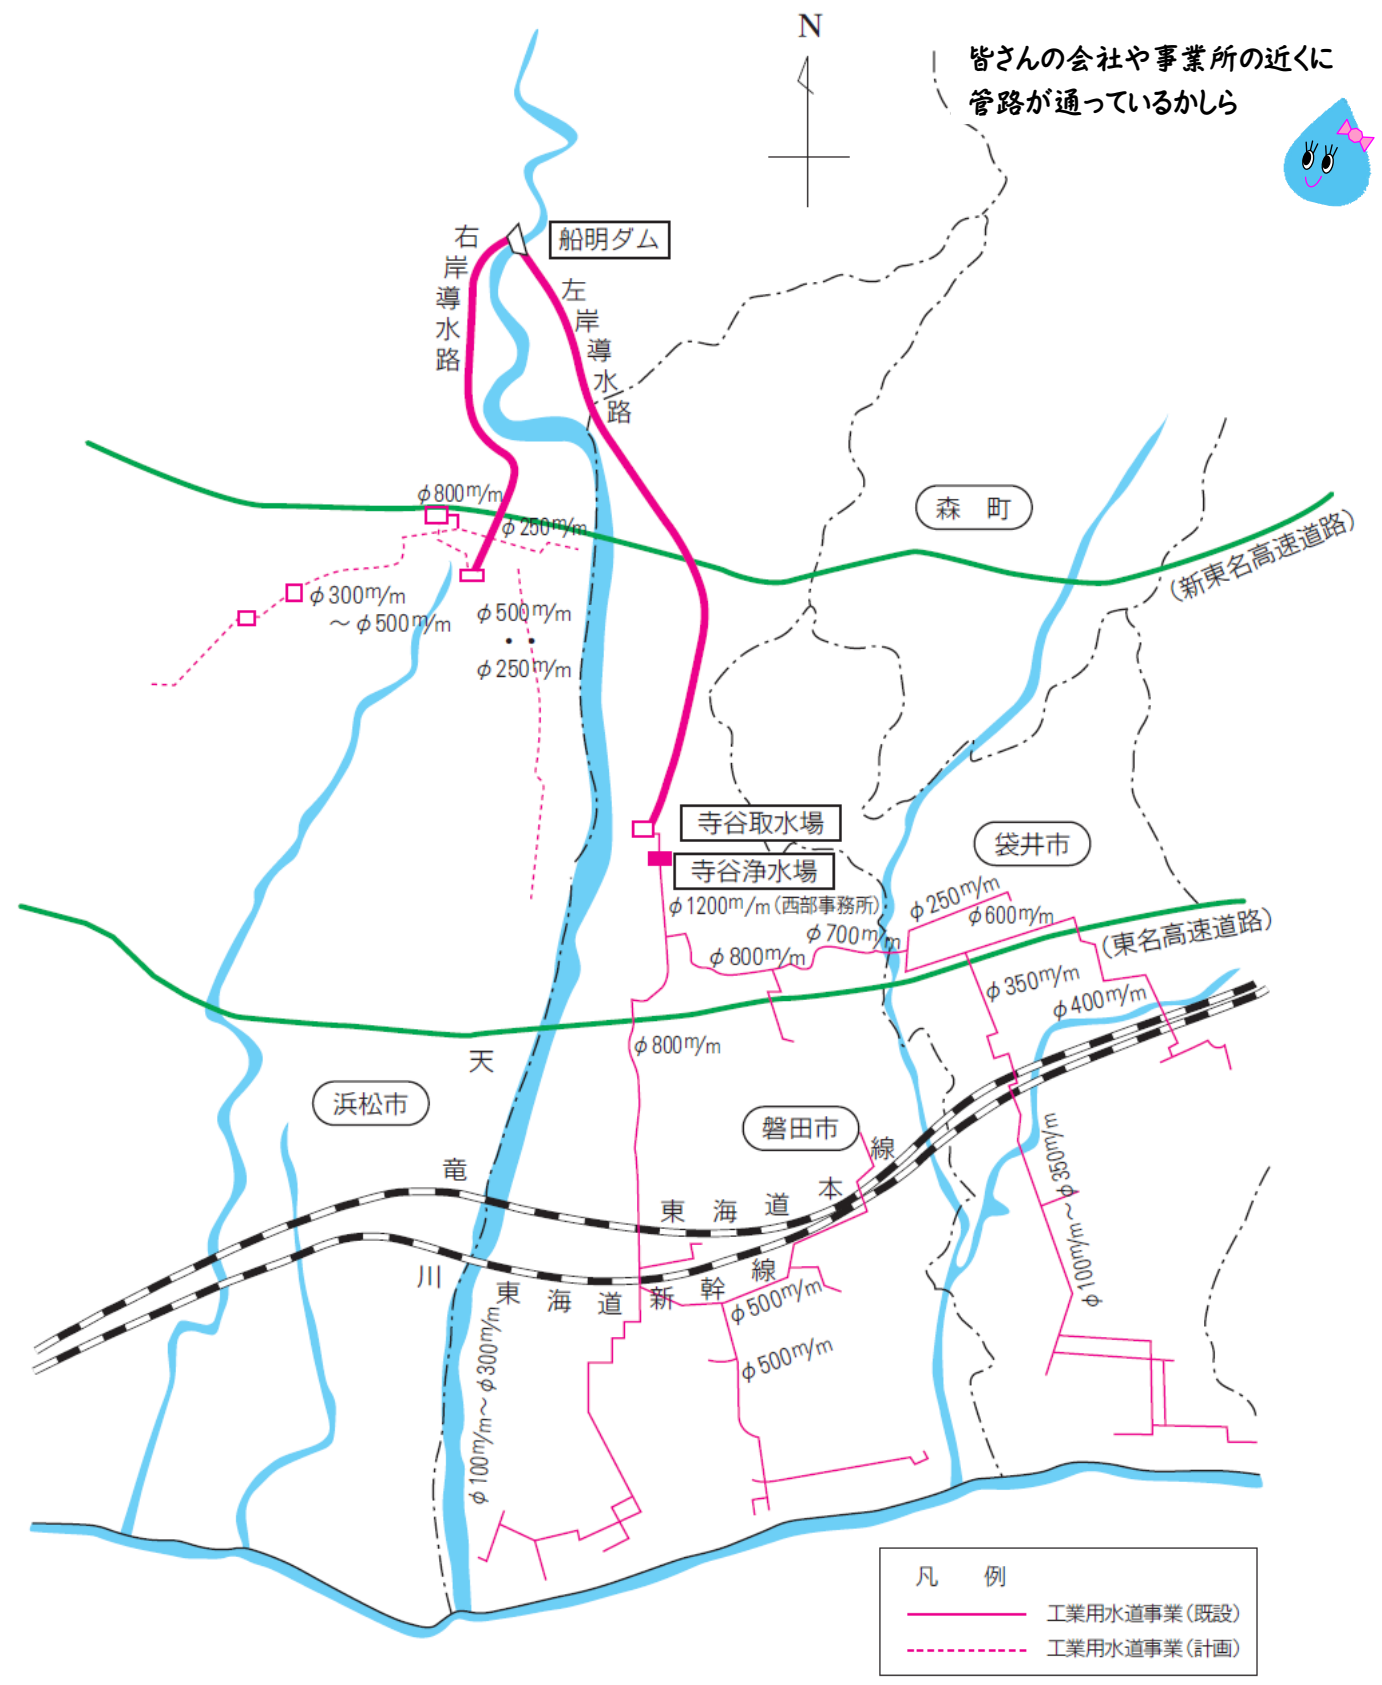 N
皆さんの会社や事業所の近くに
管路が通っているかしら
船明ダム
右岸導水路
左岸導水路
φ800m/m
φ250m/m
森 町
(新東名高速道路)
φ300m/m
～φ500m/m
φ500m/m
・・
φ250m/m
寺谷取水場
寺谷浄水場
袋井市
φ1200m/m(西部事務所)
φ250m/m
φ600m/m
φ700m/m
φ800m/m
(東名高速道路)
φ350m/m
φ400m/m
φ800m/m
天竜川
浜松市
磐田市
東海道本線
東海道新幹線
φ100m/m～φ350m/m
φ500m/m
φ500m/m
φ100m/m～φ300m/m
凡 例
工業用水道事業(既設)
工業用水道事業(計画)